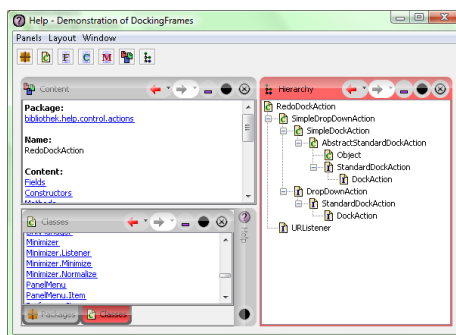 Help - Demonstration of DockingFrames
Panels Layout Window
F C M
Content
Package:
bibliothek.help.control.actions
Name:
RedoDockAction
Content:
Fields
Constructors
Methods
Classes
Minimizer
Minimizer.Listener
Minimizer.Minimize
Minimizer.Normalize
PanelMenu
PanelMenu.Item
Packages
Classes
Help
Hierarchy
RedoDockAction
SimpleDropDownAction
SimpleDockAction
AbstractStandardDockAction
Object
StandardDockAction
DockAction
DropDownAction
StandardDockAction
DockAction
URListener